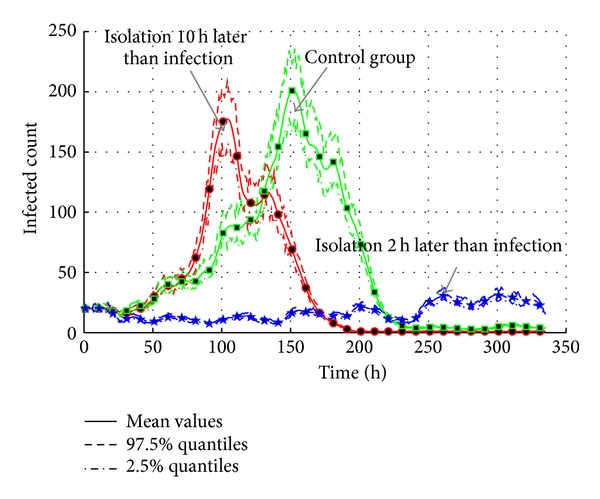 250
200
150
100
50
0
Infected count
Isolation 10 h later
than infection
Control group
Isolation 2 h later than infection
0 50 100 150 200 250 300 350
Time (h)
Mean values
97.5% quantiles
2.5% quantiles